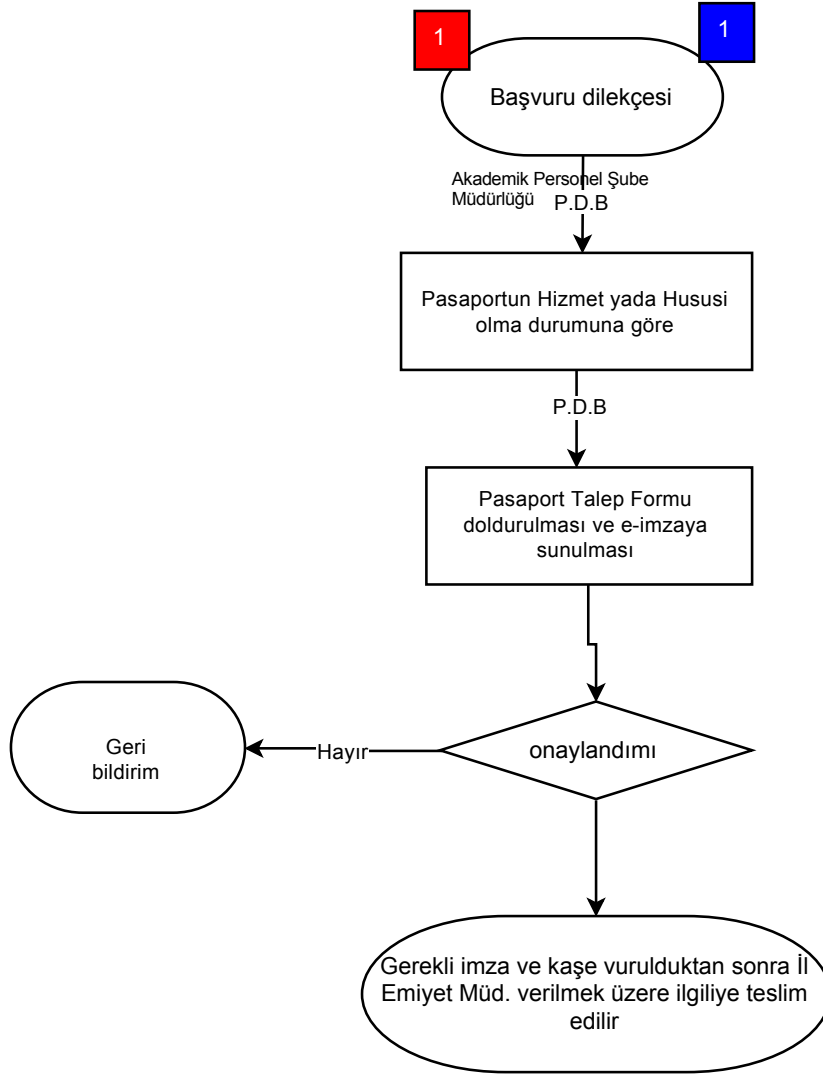 1
1
Başvuru dilekçesi
Akademik Personel Şube
Müdürlüğü
P.D.B
Pasaportun Hizmet yada Hususi
olma durumuna göre
P.D.B
Pasaport Talep Formu
doldurulması ve e-imzaya
sunulması
onaylandımı
Hayır
Geri
bildirim
Gerekli imza ve kaşe vurulduktan sonra İl
Emiyet Müd. verilmek üzere ilgiliye teslim
edilir